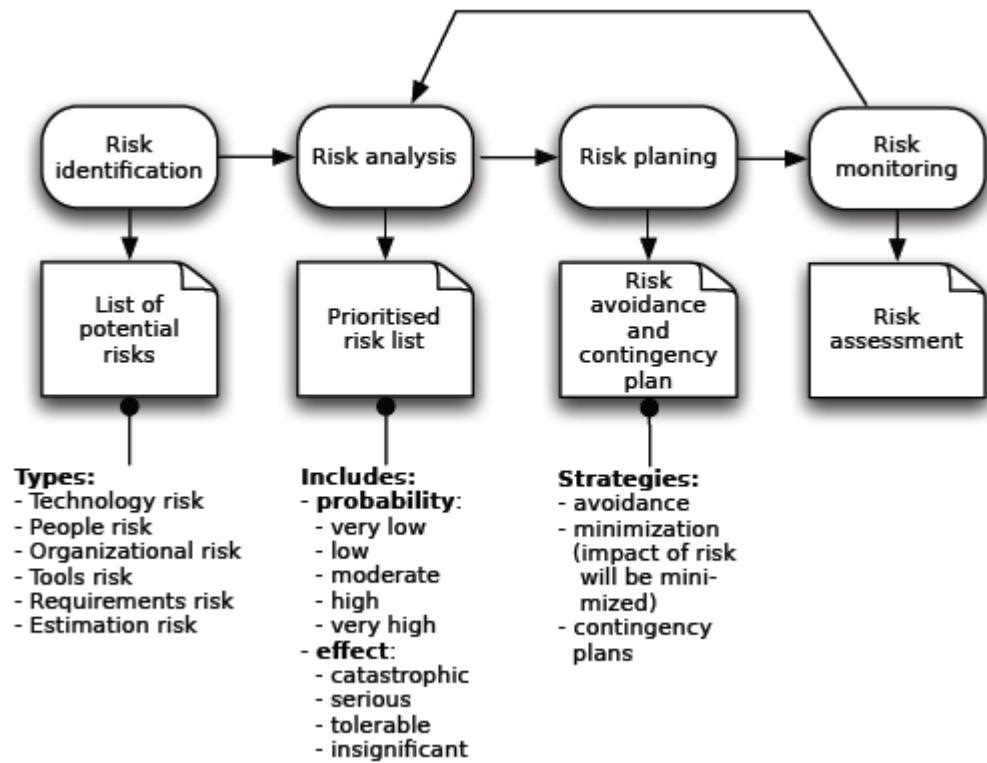 Risk
identification
Risk analysis
Risk planing
Risk
monitoring
List of
potential
risks
Prioritised
risk list
Risk
avoidance
and
contingency
plan
Risk
assessment
Types:
- Technology risk
- People risk
- Organizational risk
- Tools risk
- Requirements risk
- Estimation risk
Includes:
- probability:
- very low
- low
- moderate
- high
- very high
- effect:
- catastrophic
- serious
- tolerable
- insignificant
Strategies:
- avoidance
- minimization
(impact of risk
will be mini-
mized)
- contingency
plans